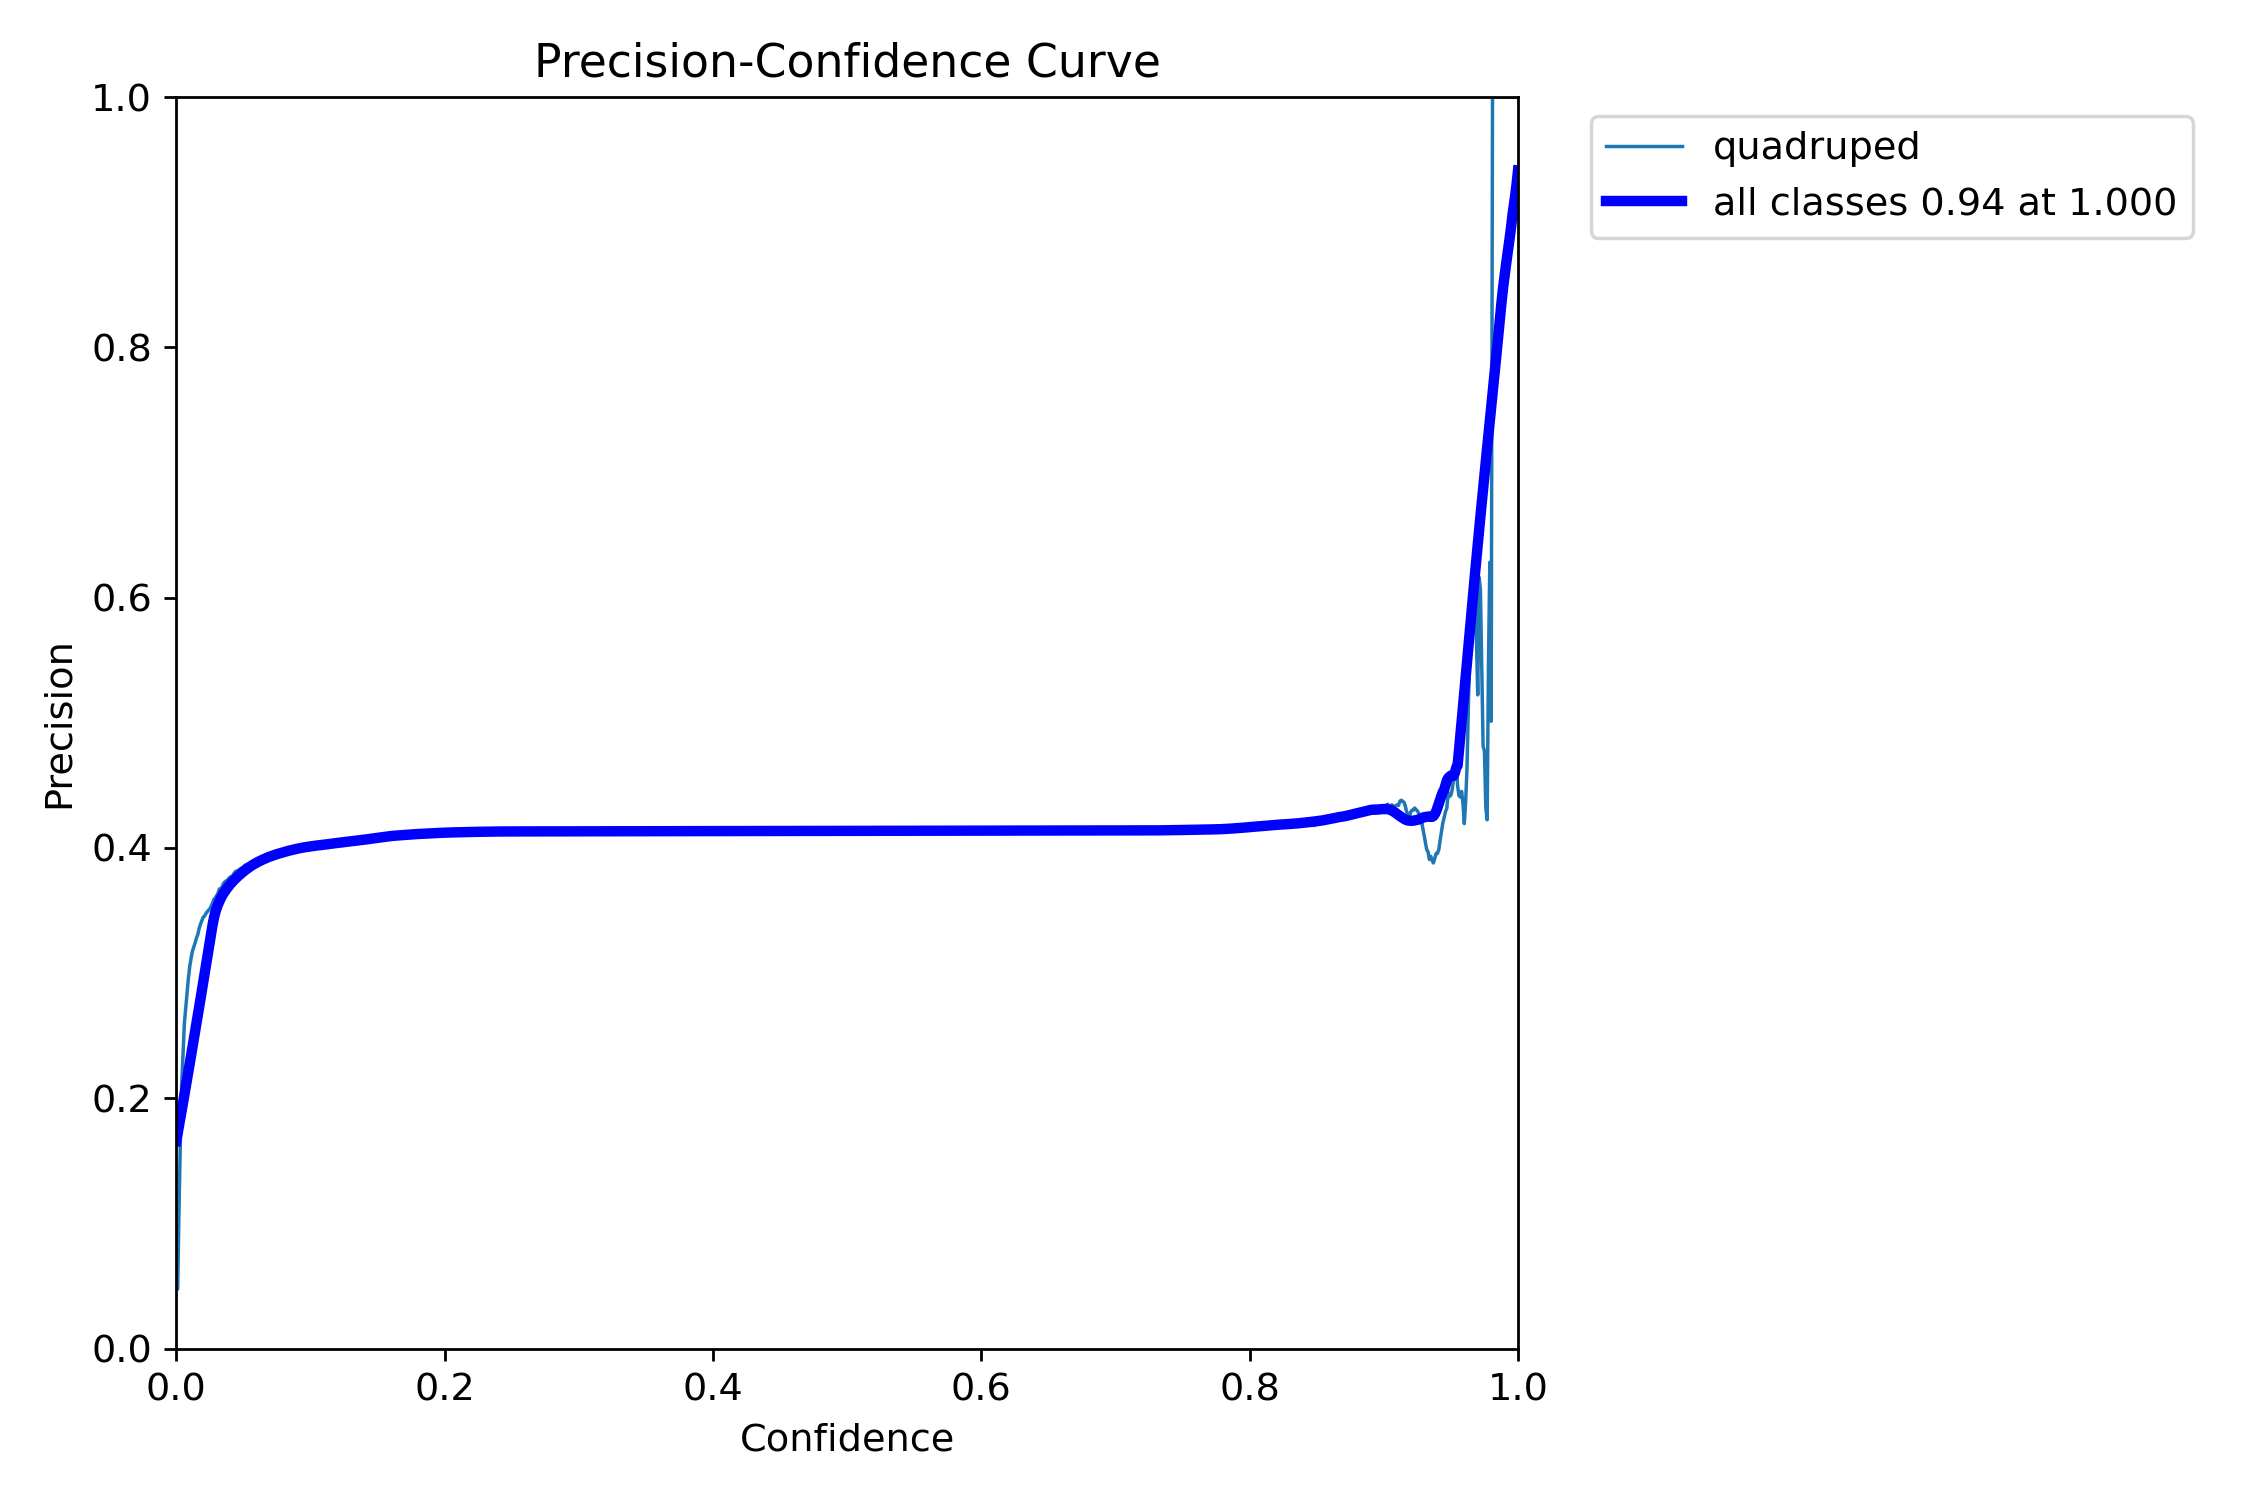 Precision-Confidence Curve
1.0
0.8
0.6
0.4
0.2
0.0
Precision
0.0 0.2 0.4 0.6 0.8 1.0
Confidence
quadruped
all classes 0.94 at 1.000